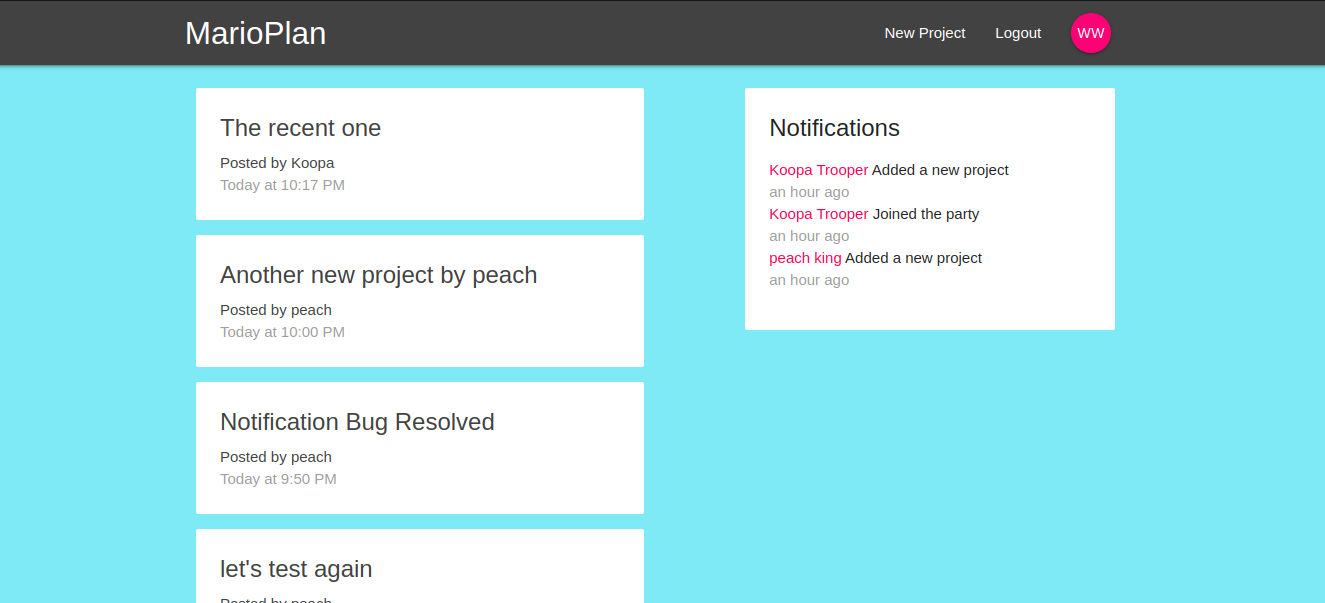 MarioPlan
New Project Logout WW
The recent one
Posted by Koopa
Today at 10:17 PM
Another new project by peach
Posted by peach
Today at 10:00 PM
Notification Bug Resolved
Posted by peach
Today at 9:50 PM
let's test again
Posted by peach
Notifications
Koopa Trooper Added a new project
an hour ago
Koopa Trooper Joined the party
an hour ago
peach king Added a new project
an hour ago